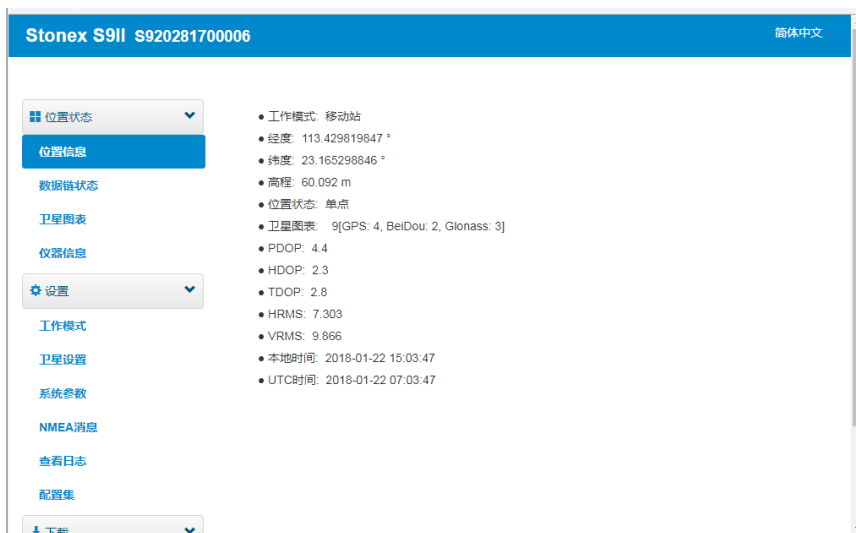 Stonex S9II S920281700006
简体中文
位置状态
位置信息
数据链状态
卫星图表
仪器信息
设置
工作模式
卫星设置
系统参数
NMEA消息
查看日志
配置集
下载
● 工作模式: 移动站
● 经度: 113.429819847 °
● 纬度: 23.165298846 °
● 高程: 60.092 m
● 位置状态: 单点
● 卫星图表: 9[GPS: 4, BeiDou: 2, Glonass: 3]
● PDOP: 4.4
● HDOP: 2.3
● TDOP: 2.8
● HRMS: 7.303
● VRMS: 9.866
● 本地时间: 2018-01-22 15:03:47
● UTC时间: 2018-01-22 07:03:47